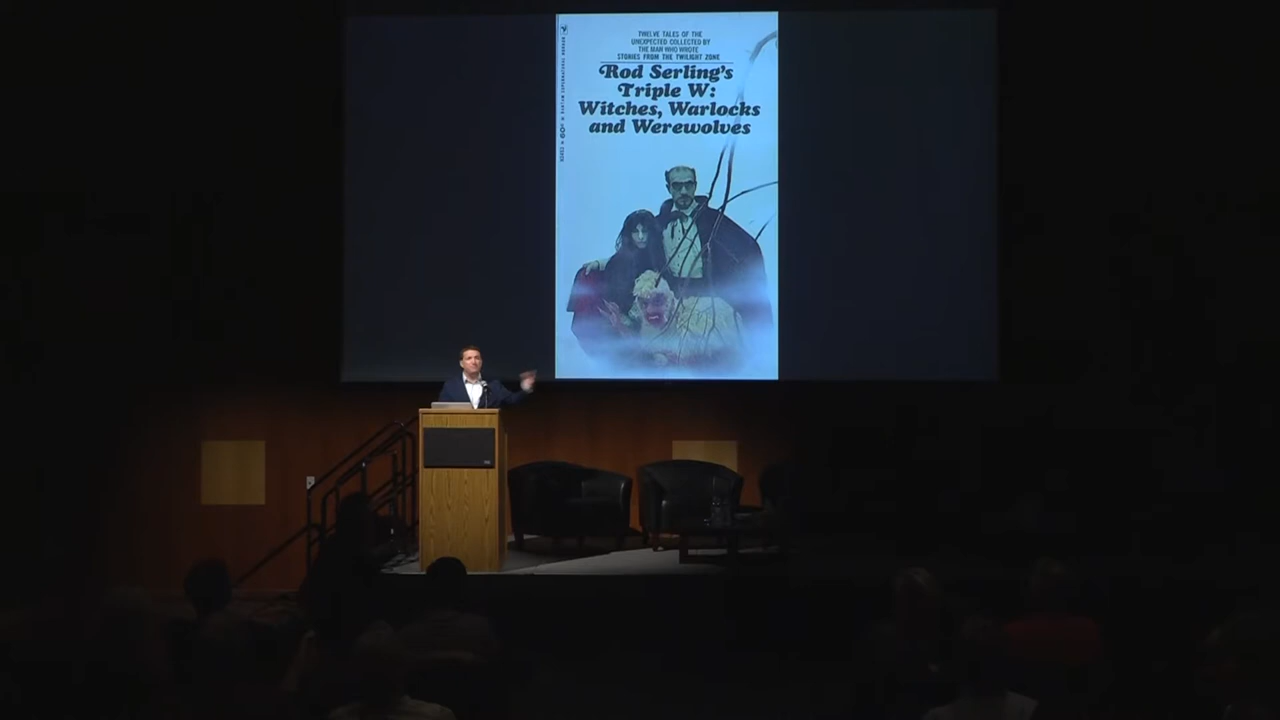 TWELVE TALES OF THE
UNEXPECTED COLLECTED BY
THE MAN WHO WROTE
STORIES FROM THE TWILIGHT ZONE
Rod Serling's
Triple W:
Witches, Warlocks
and Werewolves